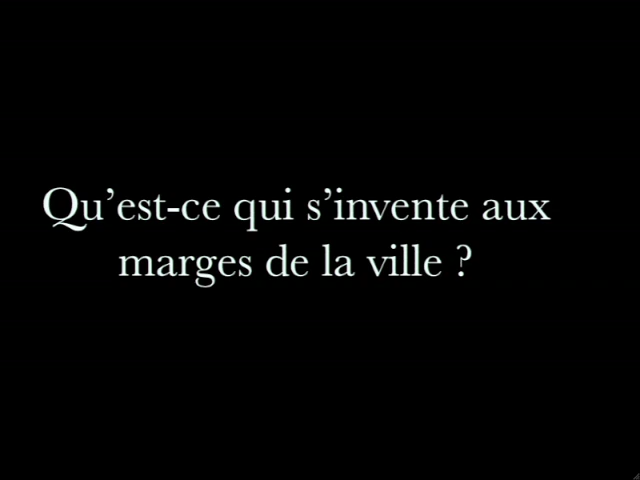 Qu’est-ce qui s’invente aux
marges de la ville ?